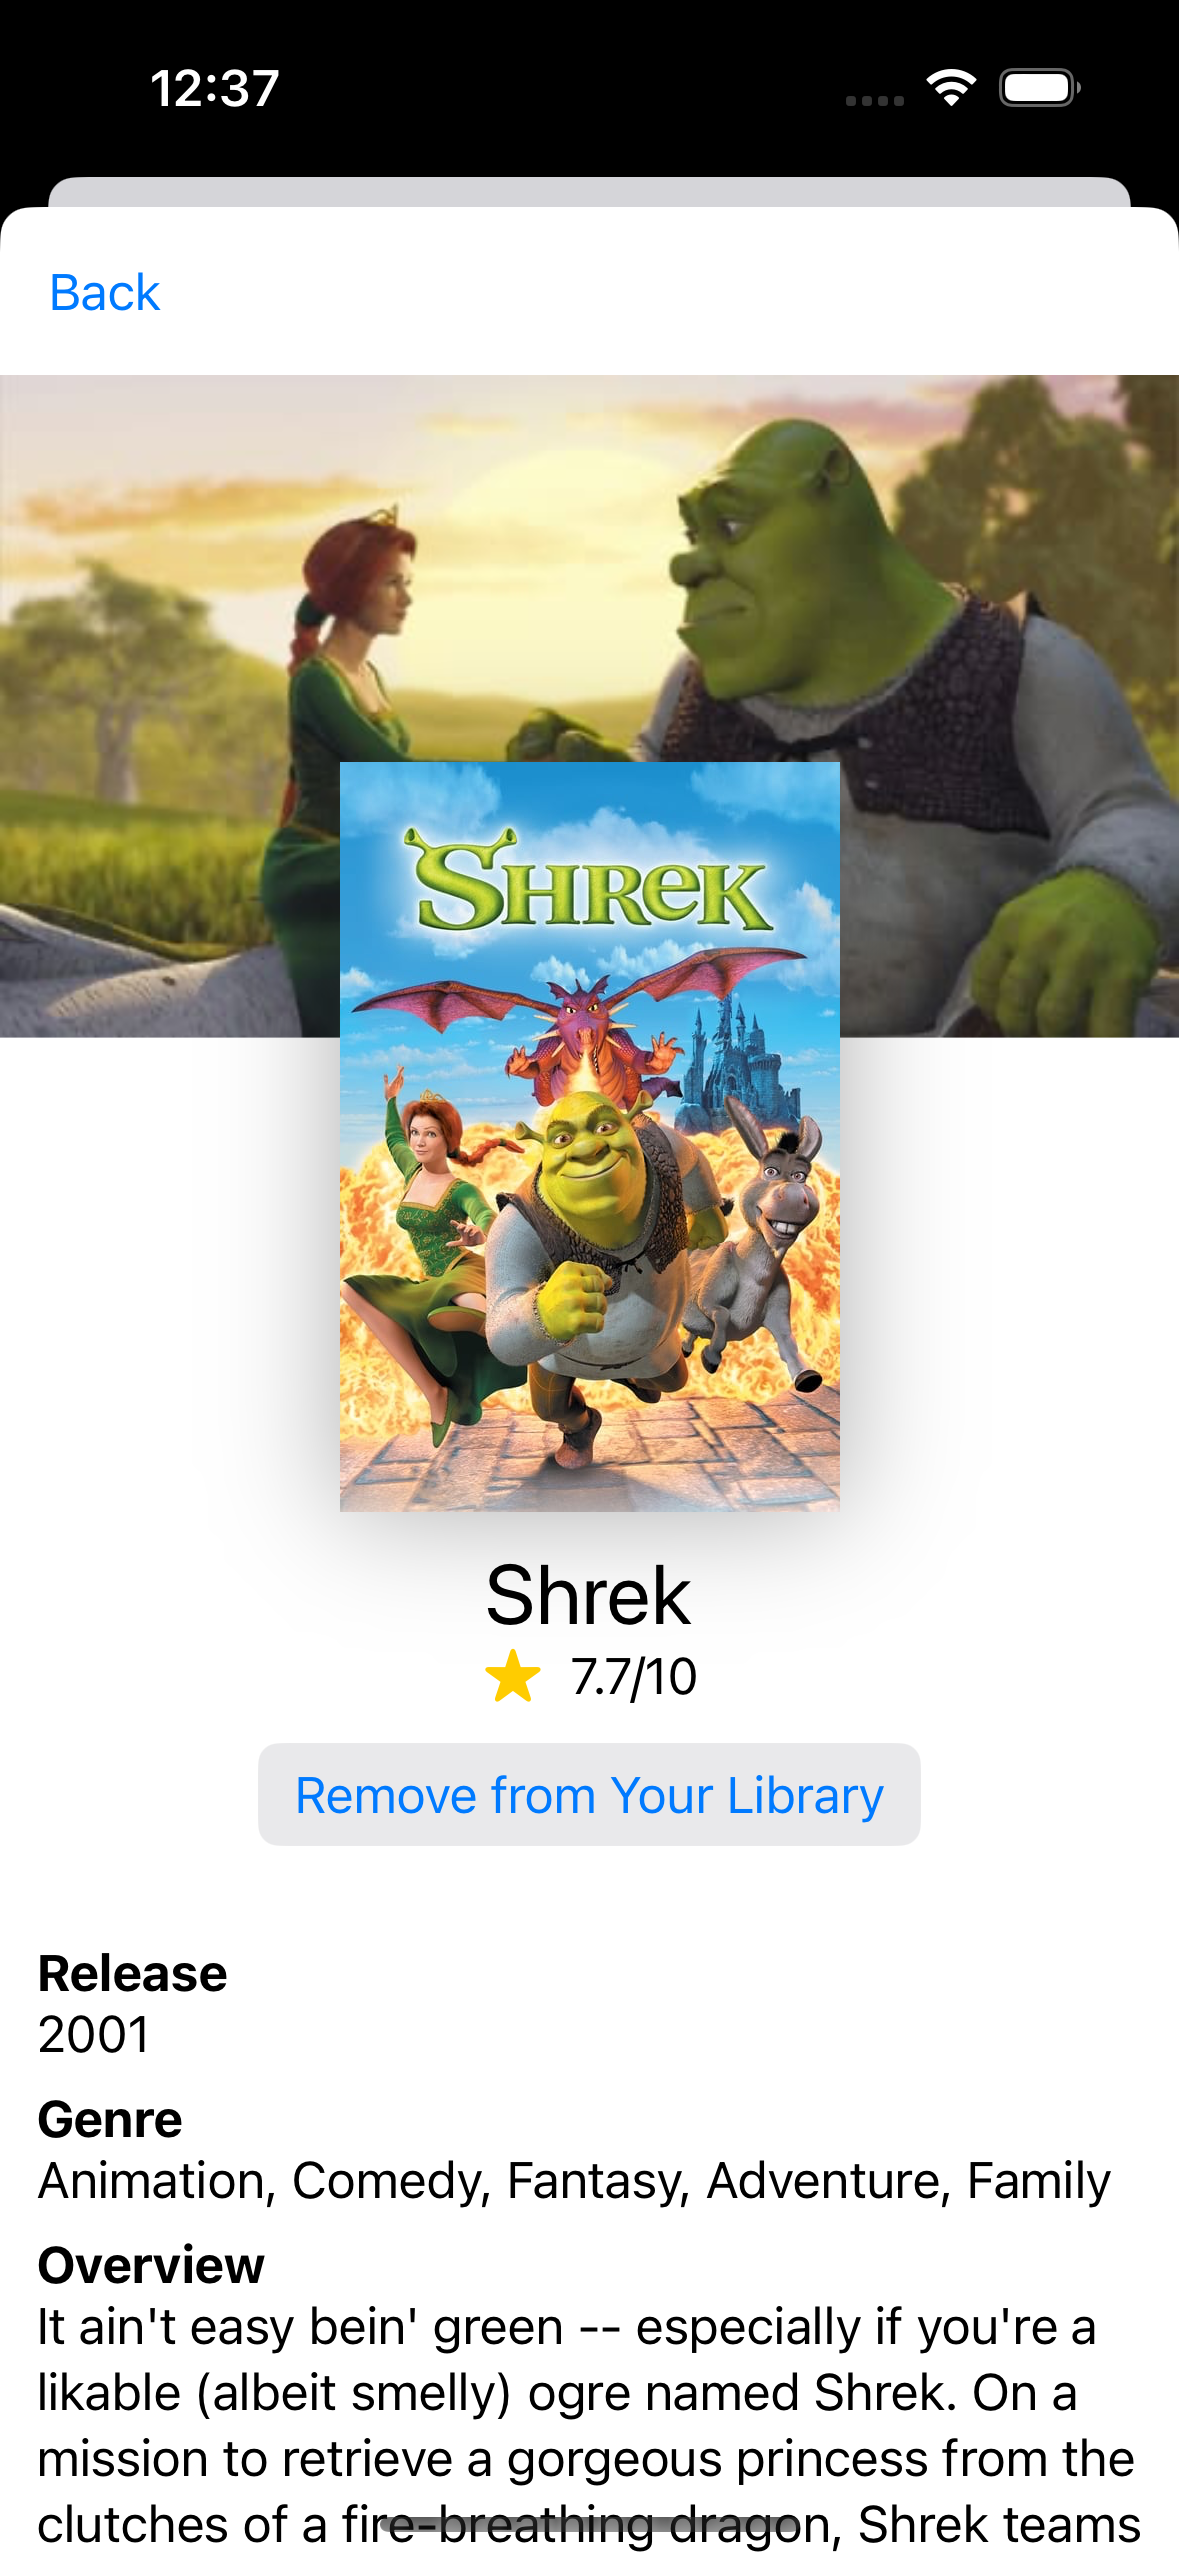 12:37
Back
SHREK
Shrek
7.7/10
Remove from Your Library
Release
2001
Genre
Animation, Comedy, Fantasy, Adventure, Family
Overview
It ain't easy bein' green -- especially if you're a
likable (albeit smelly) ogre named Shrek. On a
mission to retrieve a gorgeous princess from the
clutches of a fire-breathing dragon, Shrek teams